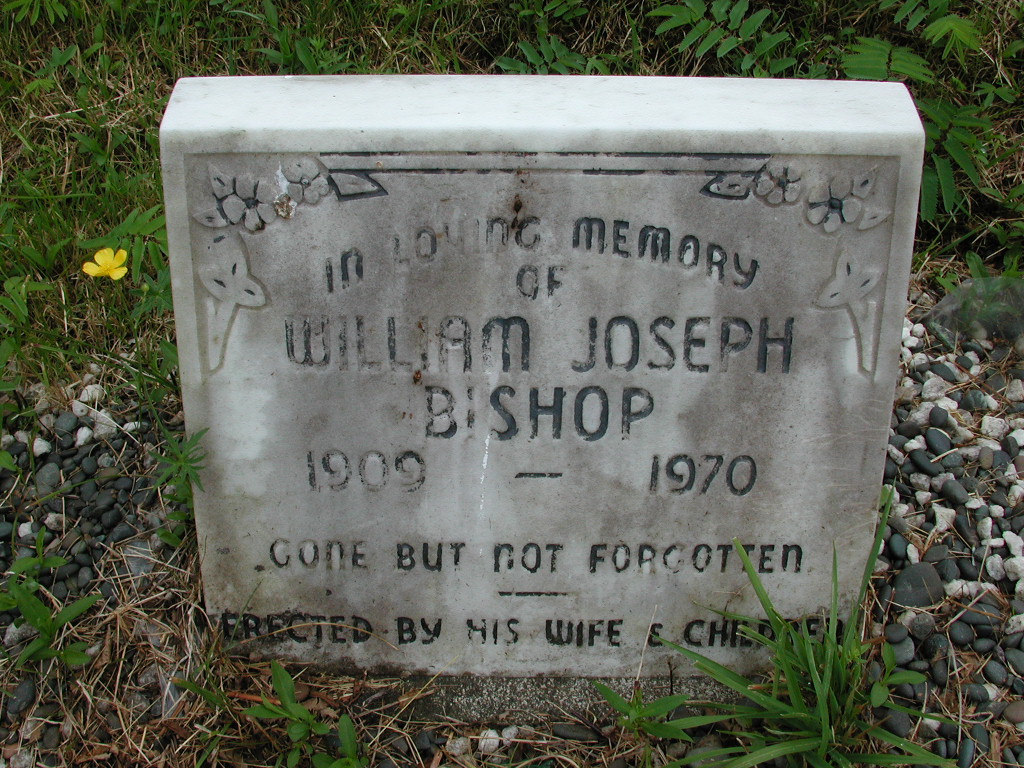 IN LOVING MEMORY
OF
WILLIAM JOSEPH
BISHOP
1909 — 1970
GONE BUT NOT FORGOTTEN
ERECTED BY HIS WIFE & CHILDREN